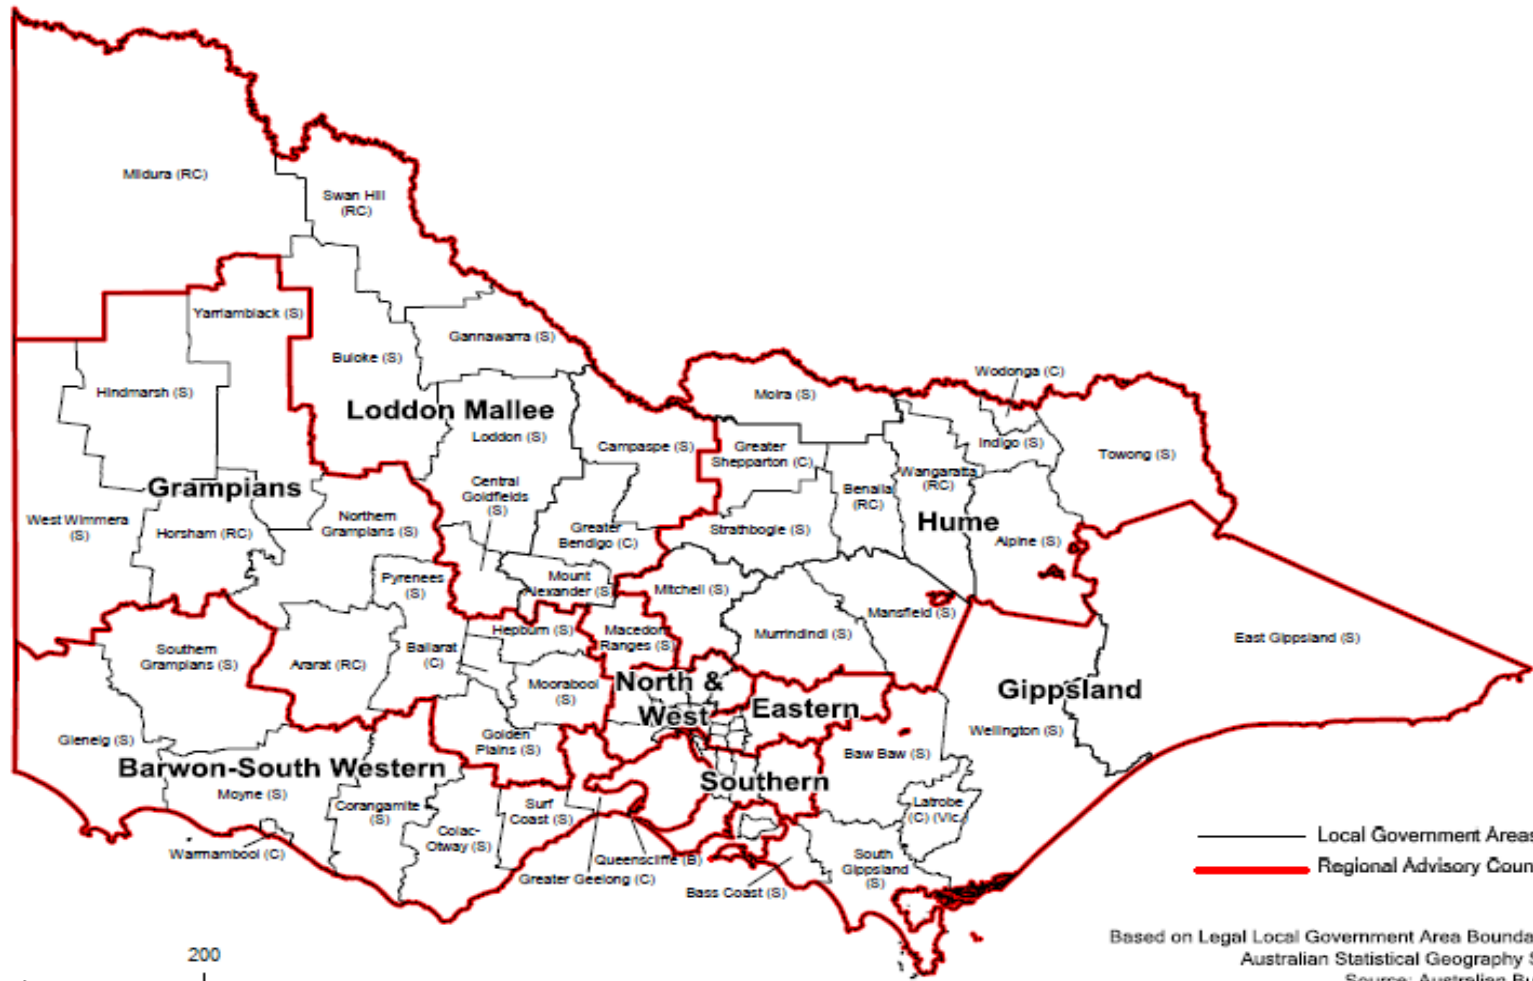 Mildura (RC)
Swan Hill
(RC)
Yarriambiack (S)
Gannawarra (S)
Buloke (S)
Hindmarsh (S)
Loddon Mallee
Loddon (S)
Campaspe (S)
Moira (S)
Wodonga (C)
Indigo (S)
Towong (S)
Greater
Shepparton (C)
Wangaratta
(RC)
Benalla
(RC)
Central
Goldfields
(S)
Grampians
West Wimmera
(S)
Horsham (RC)
Northern
Grampians (S)
Greater
Bendigo (C)
Strathbogie (S)
Hume
Alpine (S)
Pyrenees
(S)
Mount
Alexander (S)
Mitchell (S)
Mansfield (S)
Murrindindi (S)
East Gippsland (S)
Hepburn (S)
Macedon
Ranges (S)
Southern
Grampians (S)
Ararat (RC)
Ballarat
(C)
Moorabool
(S)
North &
West
Eastern
Gippsland
Wellington (S)
Glenelg (S)
Golden
Plains (S)
Baw Baw (S)
Barwon-South Western
Moyne (S)
Southern
Corangamite
(S)
Surf
Coast (S)
Latrobe
(C) (Vic.)
Colac-
Otway (S)
Warrnambool (C)
Queenscliffe (B)
Greater Geelong (C)
South
Gippsland
(S)
Bass Coast (S)
Local Government Areas
Regional Advisory Coun
Based on Legal Local Government Area Bounda
Australian Statistical Geography S
Source: Australian Bu
200